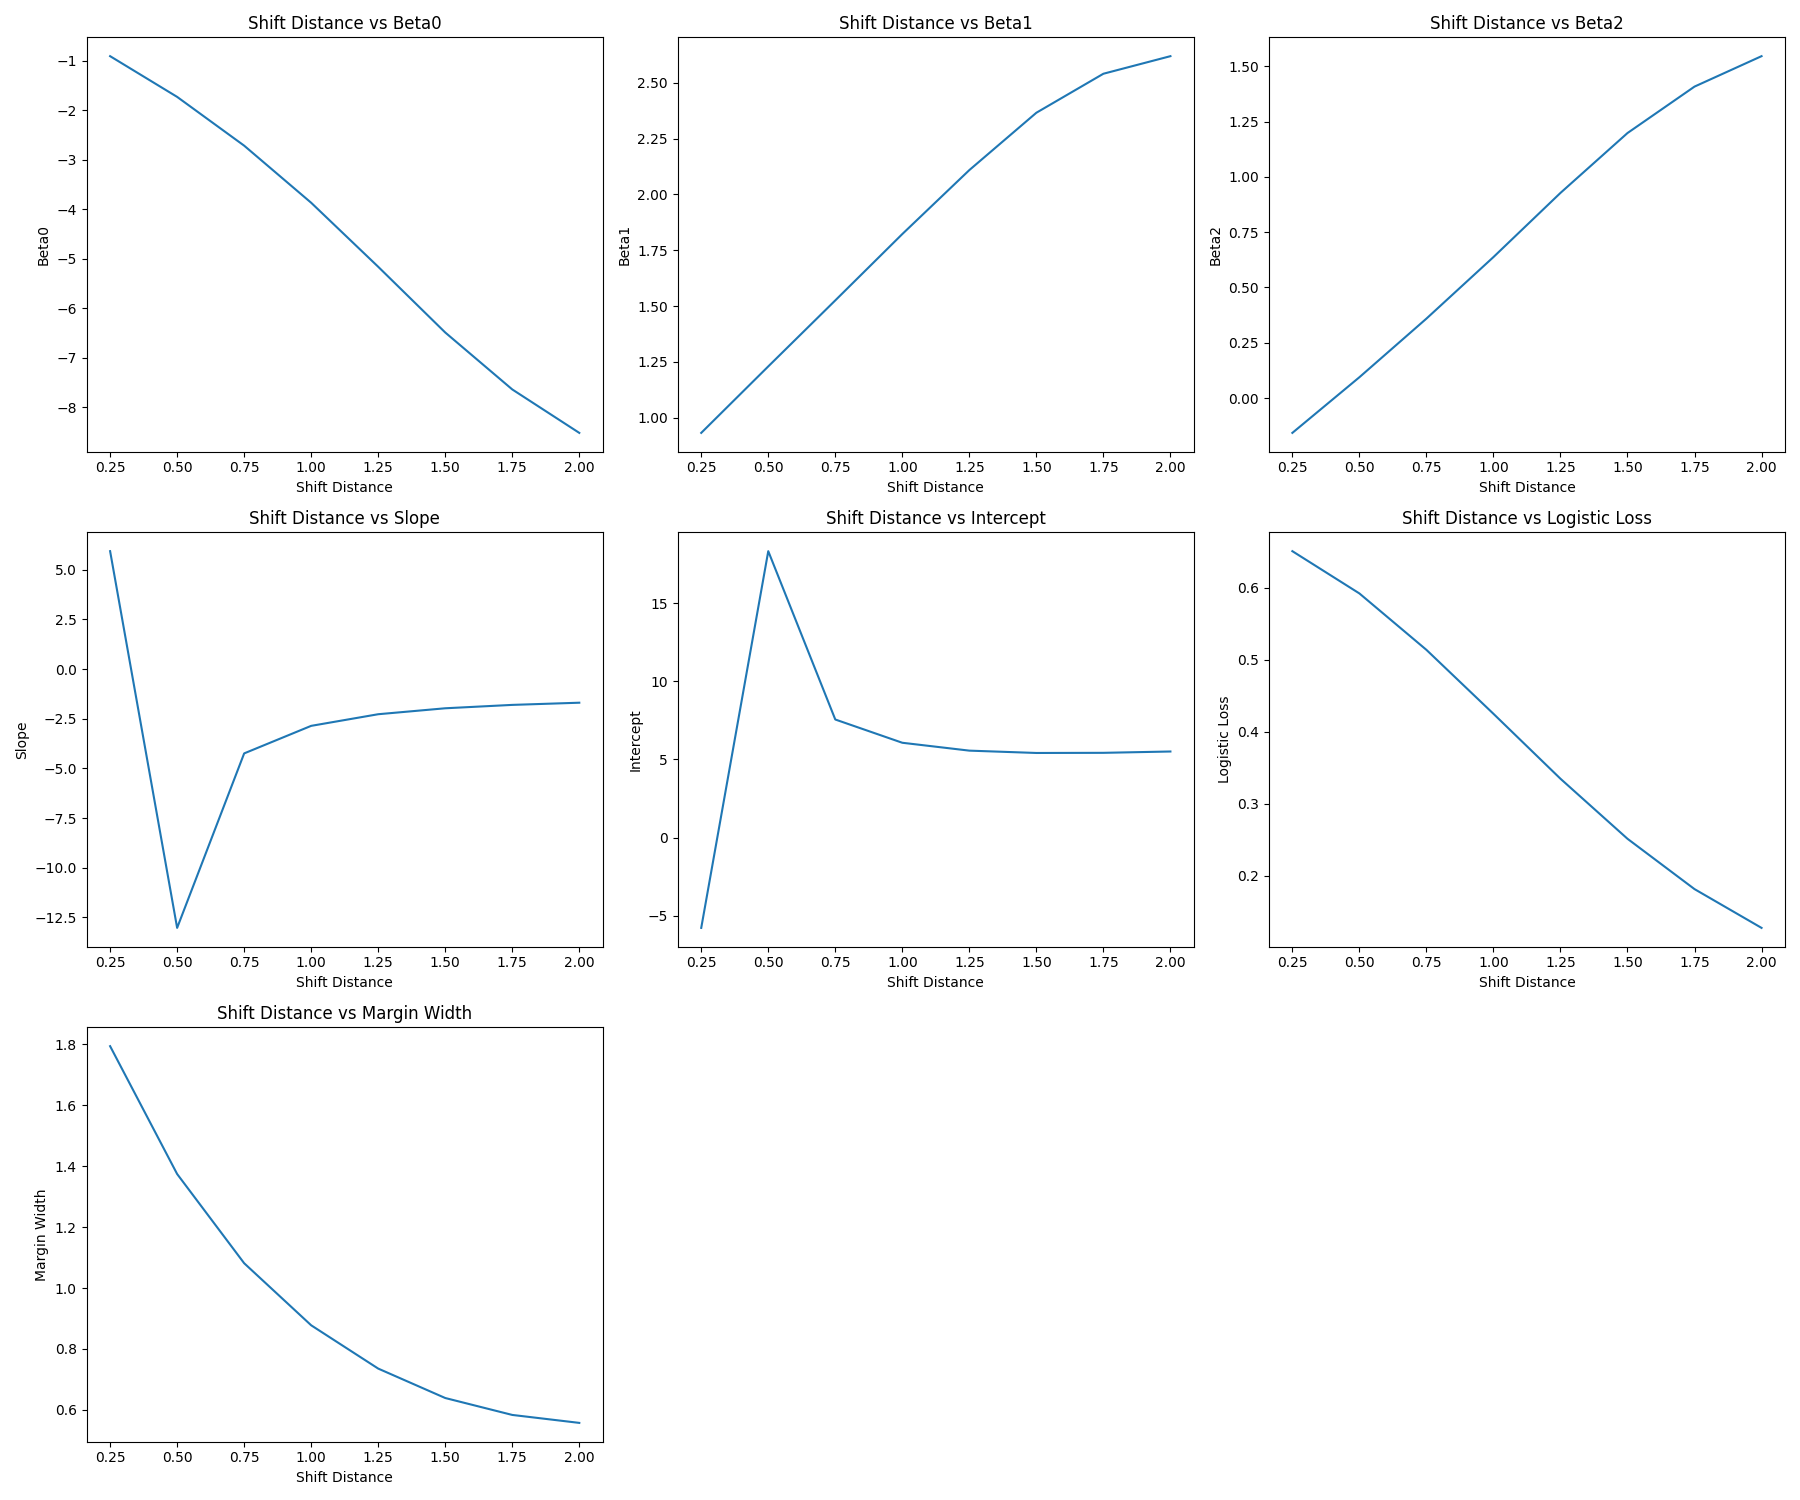 Shift Distance vs Beta0
Beta0
−1
−2
−3
−4
−5
−6
−7
−8
0.25 0.50 0.75 1.00 1.25 1.50 1.75 2.00
Shift Distance
Shift Distance vs Beta1
Beta1
2.50
2.25
2.00
1.75
1.50
1.25
1.00
0.25 0.50 0.75 1.00 1.25 1.50 1.75 2.00
Shift Distance
Shift Distance vs Beta2
Beta2
1.50
1.25
1.00
0.75
0.50
0.25
0.00
0.25 0.50 0.75 1.00 1.25 1.50 1.75 2.00
Shift Distance
Shift Distance vs Slope
Slope
5.0
2.5
0.0
−2.5
−5.0
−7.5
−10.0
−12.5
0.25 0.50 0.75 1.00 1.25 1.50 1.75 2.00
Shift Distance
Shift Distance vs Intercept
Intercept
15
10
5
0
−5
0.25 0.50 0.75 1.00 1.25 1.50 1.75 2.00
Shift Distance
Shift Distance vs Logistic Loss
Logistic Loss
0.6
0.5
0.4
0.3
0.2
0.25 0.50 0.75 1.00 1.25 1.50 1.75 2.00
Shift Distance
Shift Distance vs Margin Width
Margin Width
1.8
1.6
1.4
1.2
1.0
0.8
0.6
0.25 0.50 0.75 1.00 1.25 1.50 1.75 2.00
Shift Distance